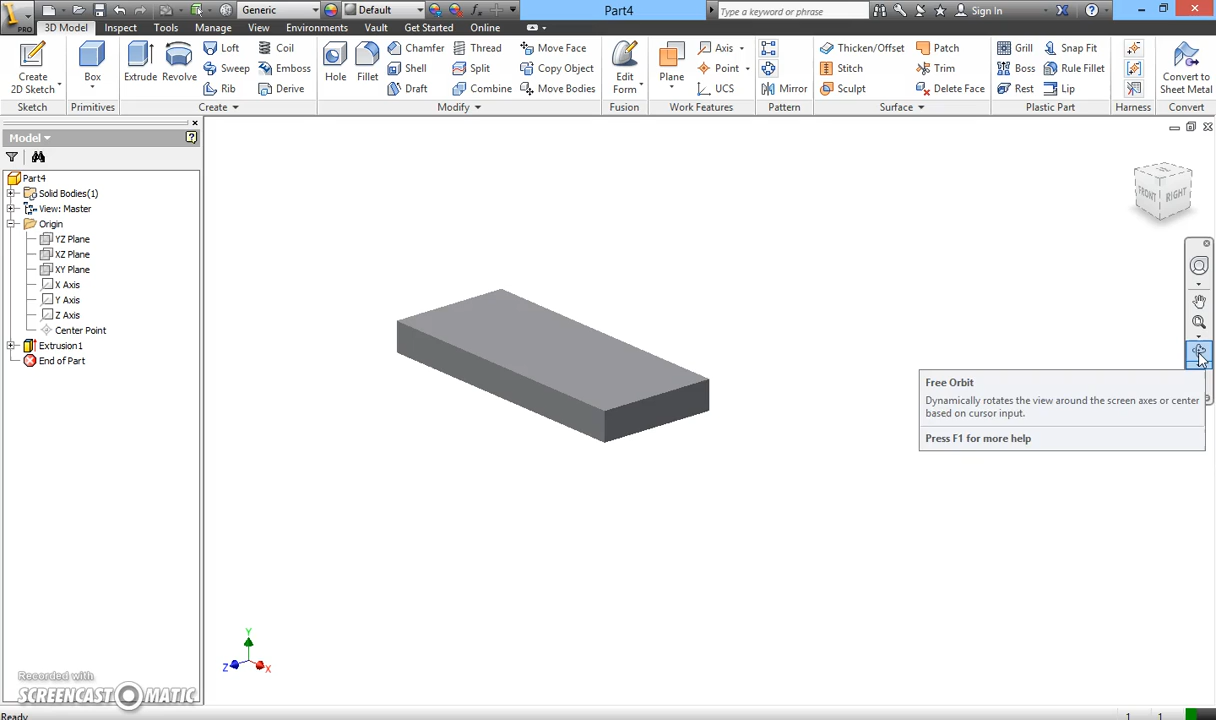 PRO
Generic
Default
Part4
Type a keyword or phrase
Sign In
3D Model Inspect Tools Manage View Environments Vault Get Started Online
Create
2D Sketch
Box
Extrude
Revolve
Loft
Sweep
Rib
Coil
Emboss
Derive
Hole
Fillet
Chamfer
Shell
Draft
Thread
Split
Combine
Move Face
Copy Object
Move Bodies
Edit
Form
Plane
Axis
Point
UCS
Mirror
Thicken/Offset
Stitch
Sculpt
Patch
Trim
Delete Face
Grill
Boss
Rest
Snap Fit
Rule Fillet
Lip
Convert to
Sheet Metal
Sketch Primitives Create Modify Fusion Work Features Pattern Surface Plastic Part Harness Convert
Model
Part4
Solid Bodies(1)
View: Master
Origin
YZ Plane
XZ Plane
XY Plane
X Axis
Y Axis
Z Axis
Center Point
Extrusion1
End of Part
FRONT RIGHT
Free Orbit
Dynamically rotates the view around the screen axes or center
based on cursor input.
Press F1 for more help
Y
Z
X
Recorded with
SCREENCAST MATIC
Ready
1 1